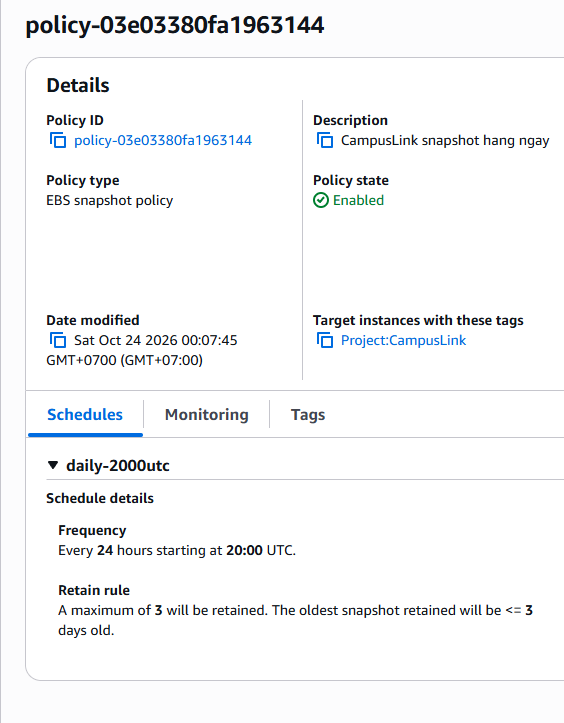 policy-03e03380fa1963144
Details
Policy ID
policy-03e03380fa1963144
Description
CampusLink snapshot hang ngay
Policy type
EBS snapshot policy
Policy state
Enabled
Date modified
Sat Oct 24 2026 00:07:45
GMT+0700 (GMT+07:00)
Target instances with these tags
Project:CampusLink
Schedules
Monitoring
Tags
daily-2000utc
Schedule details
Frequency
Every 24 hours starting at 20:00 UTC.
Retain rule
A maximum of 3 will be retained. The oldest snapshot retained will be <= 3
days old.